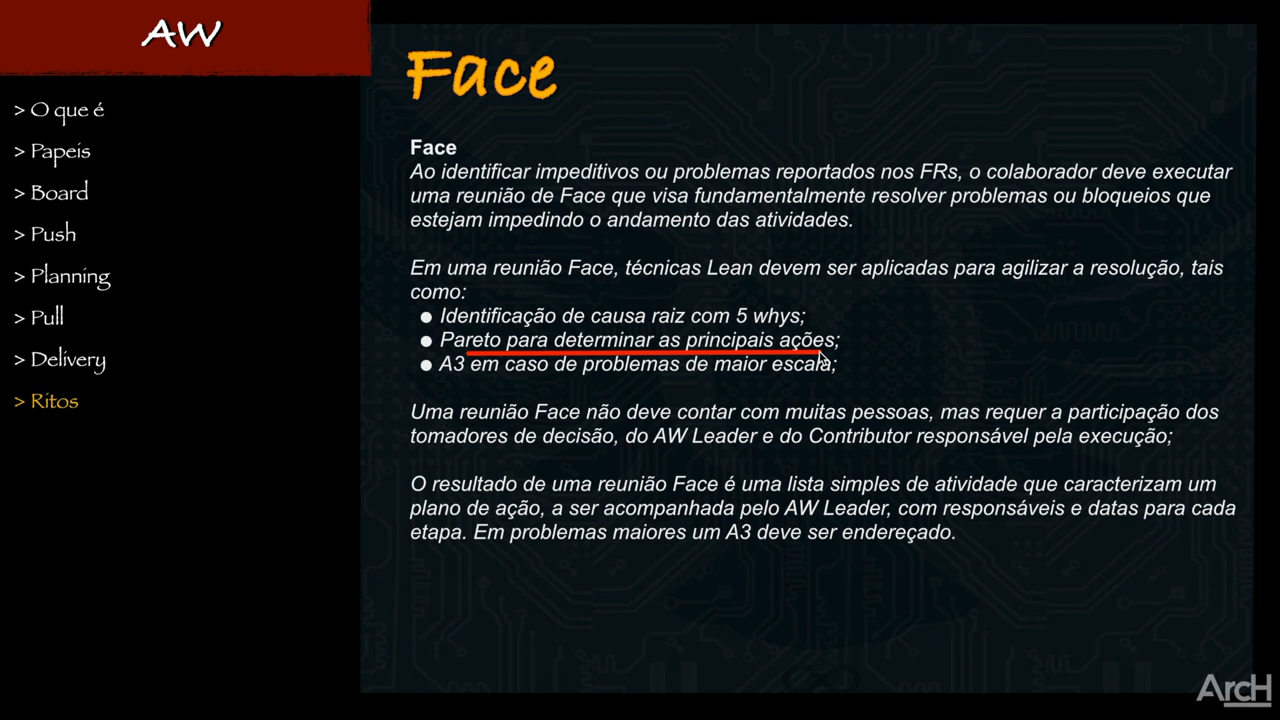 AW
> O que é
> Papeis
> Board
> Push
> Planning
> Pull
> Delivery
> Ritos
Face
Face
Ao identificar impeditivos ou problemas reportados nos FRs, o colaborador deve executar
uma reunião de Face que visa fundamentalmente resolver problemas ou bloqueios que
estejam impedindo o andamento das atividades.
Em uma reunião Face, técnicas Lean devem ser aplicadas para agilizar a resolução, tais
como:
● Identificação de causa raiz com 5 whys;
● Pareto para determinar as principais ações;
● A3 em caso de problemas de maior escala;
Uma reunião Face não deve contar com muitas pessoas, mas requer a participação dos
tomadores de decisão, do AW Leader e do Contributor responsável pela execução;
O resultado de uma reunião Face é uma lista simples de atividade que caracterizam um
plano de ação, a ser acompanhada pelo AW Leader, com responsáveis e datas para cada
etapa. Em problemas maiores um A3 deve ser endereçado.
ArcH